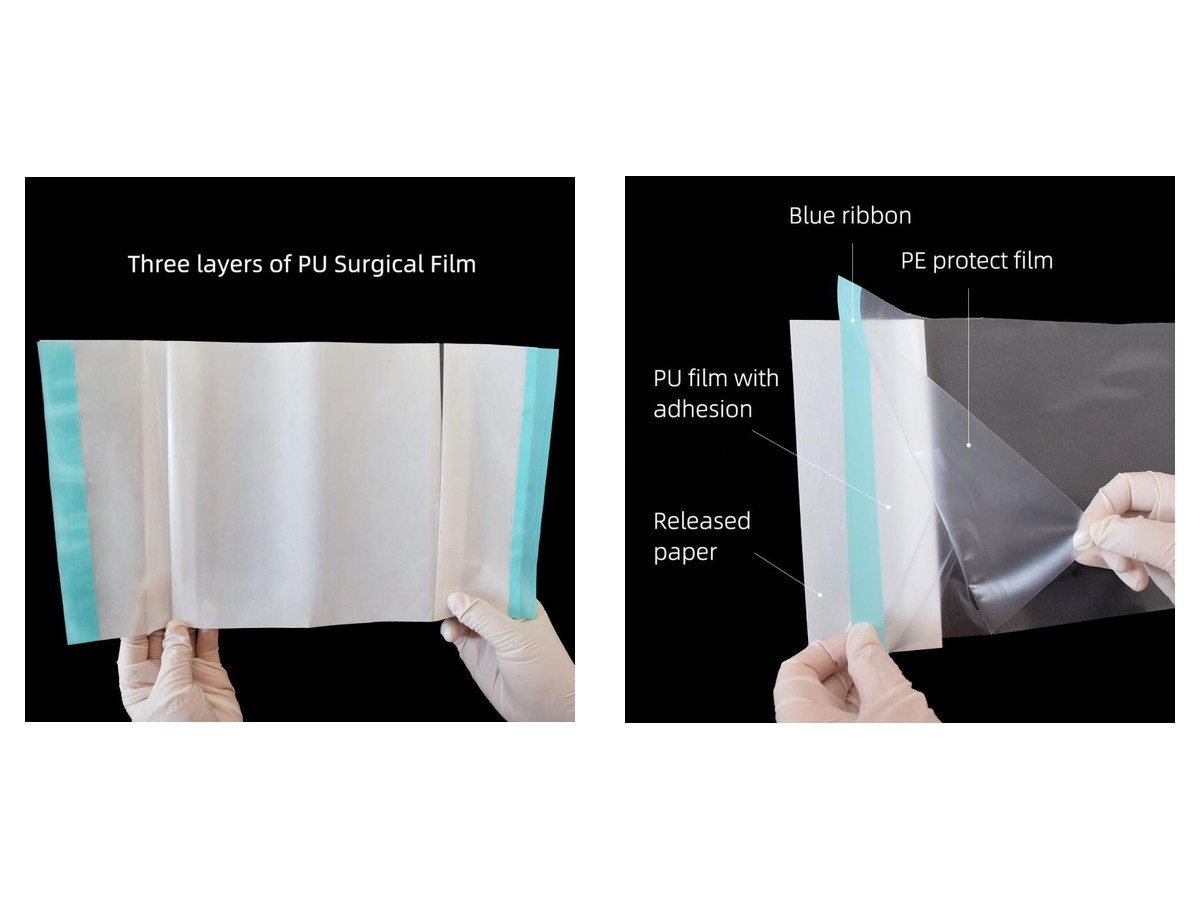 Three layers of PU Surgical Film
Blue ribbon
PE protect film
PU film with
adhesion
Released
paper